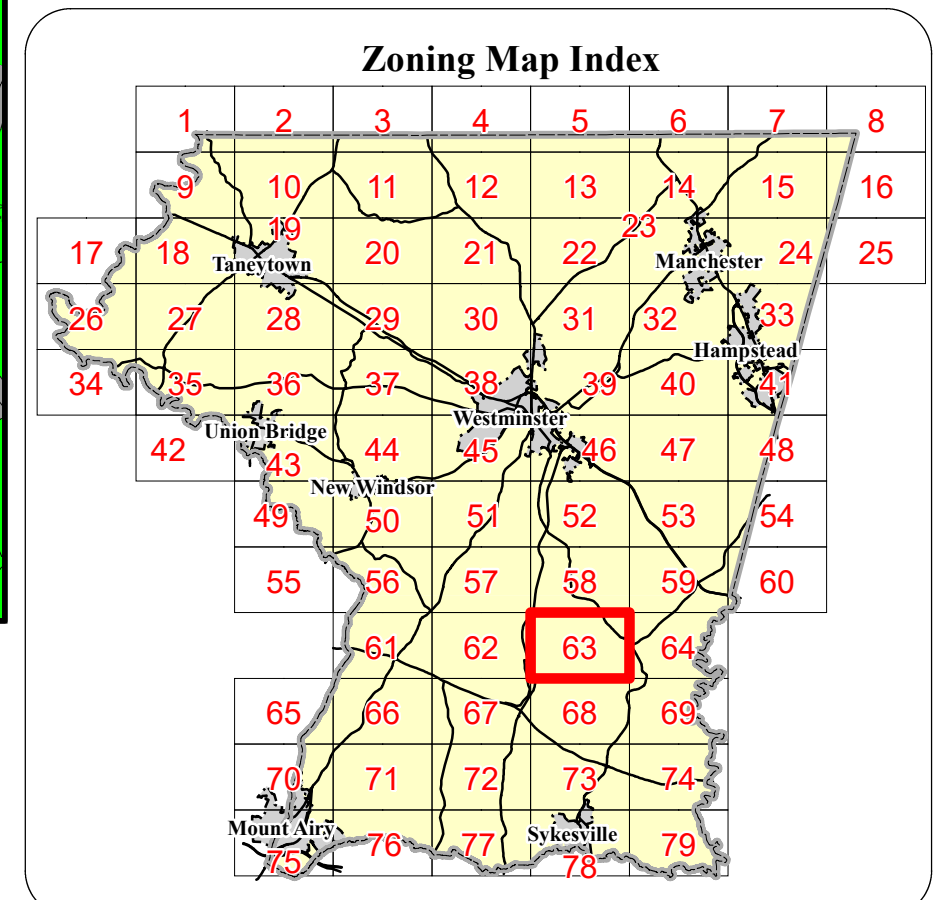 Zoning Map Index
1 2 3 4 5 6 7 8
9 10 11 12 13 14 15 16
17 18 19 20 21 22 23 24 25
Taneytown
Manchester
26 27 28 29 30 31 32 33
Hampstead
34 35 36 37 38 39 40 41
Westminster
Union Bridge
42 43 44 45 46 47 48
New Windsor
49 50 51 52 53 54
55 56 57 58 59 60
61 62 63 64
65 66 67 68 69
70 71 72 73 74
Mount Airy
Sykesville
75 76 77 78 79